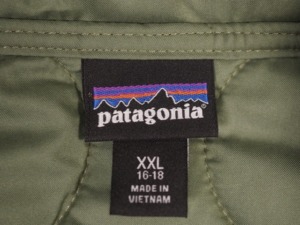 patagonia
XXL
16-18
MADE IN
VIETNAM